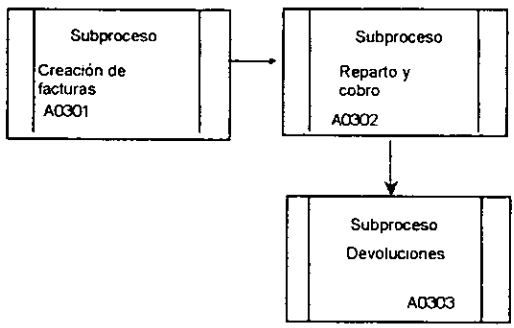 Subproceso
Creación de
facturas
A0301
Subproceso
Reparto y
cobro
A0302
Subproceso
Devoluciones
A0303